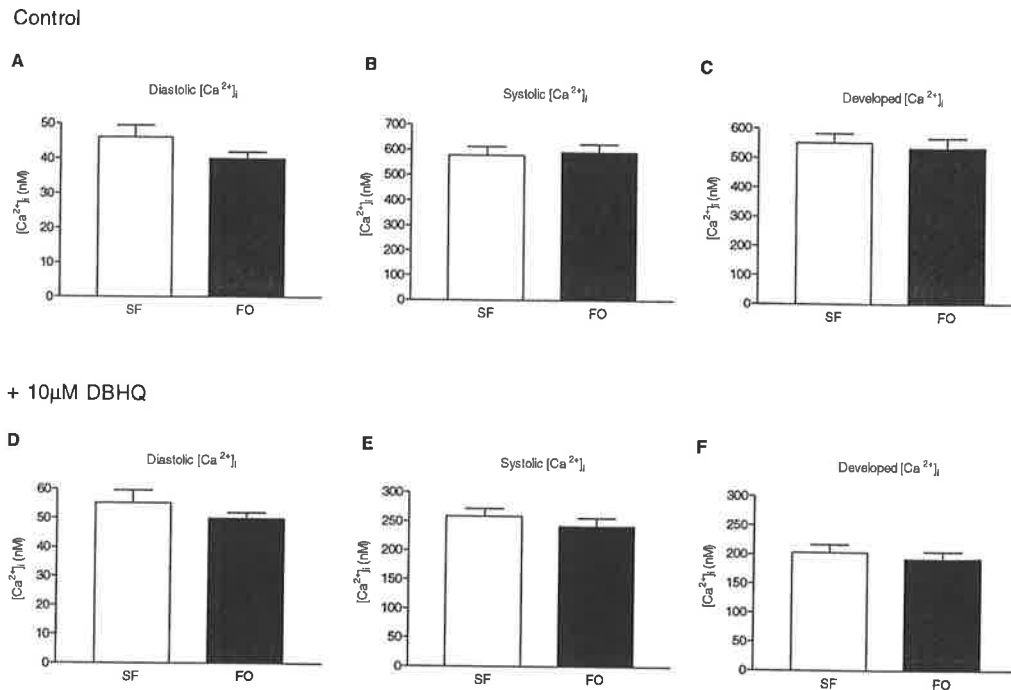 Control
A
Diastolic [Ca²⁺]ᵢ
[Ca²⁺]ᵢ (nM)
50
40
30
20
10
0
SF
FO
B
Systolic [Ca²⁺]ᵢ
[Ca²⁺]ᵢ (nM)
700
600
500
400
300
200
100
0
SF
FO
C
Developed [Ca²⁺]ᵢ
[Ca²⁺]ᵢ (nM)
600
500
400
300
200
100
0
SF
FO
+ 10µM DBHQ
D
Diastolic [Ca²⁺]ᵢ
[Ca²⁺]ᵢ (nM)
60
50
40
30
20
10
0
SF
FO
E
Systolic [Ca²⁺]ᵢ
[Ca²⁺]ᵢ (nM)
300
250
200
150
100
50
0
SF
FO
F
Developed [Ca²⁺]ᵢ
[Ca²⁺]ᵢ (nM)
300
250
200
150
100
50
0
SF
FO